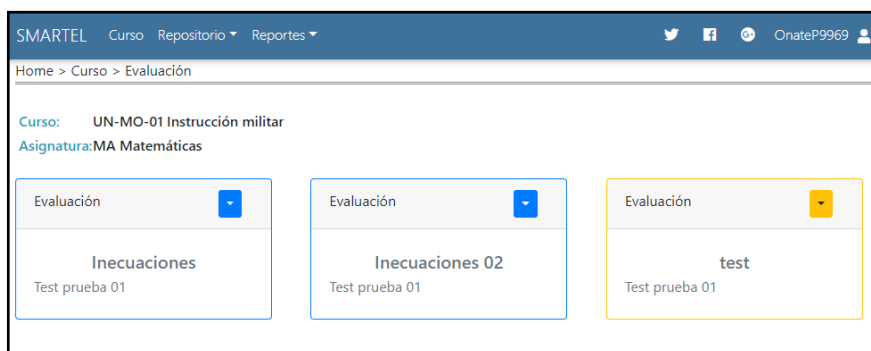 SMARTEL Curso Repositorio Reportes OnateP9969
Home > Curso > Evaluación
Curso: UN-MO-01 Instrucción militar
Asignatura:MA Matemáticas
Evaluación Evaluación Evaluación
Inecuaciones Inecuaciones 02 test
Test prueba 01 Test prueba 01 Test prueba 01